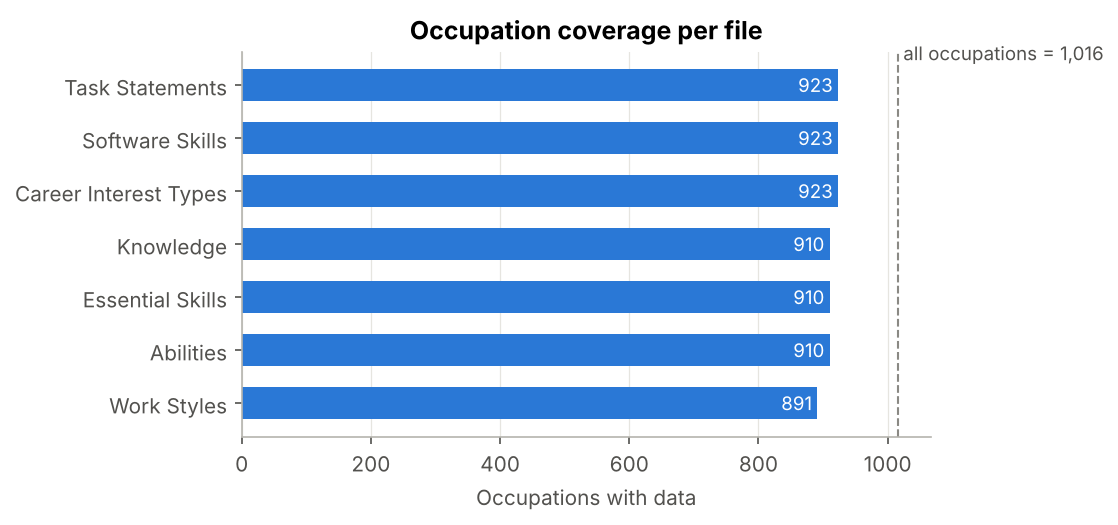 Occupation coverage per file
all occupations = 1,016
Task Statements 923
Software Skills 923
Career Interest Types 923
Knowledge 910
Essential Skills 910
Abilities 910
Work Styles 891
0 200 400 600 800 1000
Occupations with data